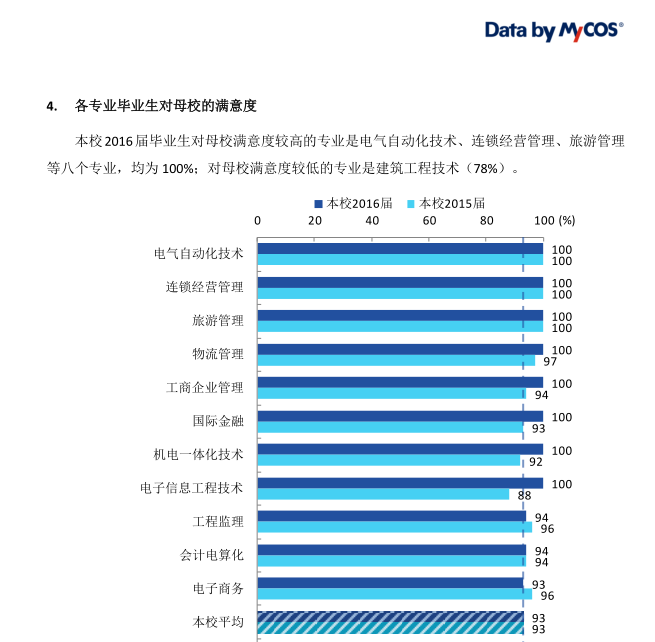 Data by MyCOS®
4. 各专业毕业生对母校的满意度
本校2016届毕业生对母校满意度较高的专业是电气自动化技术、连锁经营管理、旅游管理
等八个专业，均为100%；对母校满意度较低的专业是建筑工程技术（78%）。
本校2016届 本校2015届
0 20 40 60 80 100 (%)
电气自动化技术 100
100
连锁经营管理 100
100
旅游管理 100
100
物流管理 100
97
工商企业管理 100
94
国际金融 100
93
机电一体化技术 100
92
电子信息工程技术 100
88
工程监理 94
96
会计电算化 94
94
电子商务 93
96
本校平均 93
93